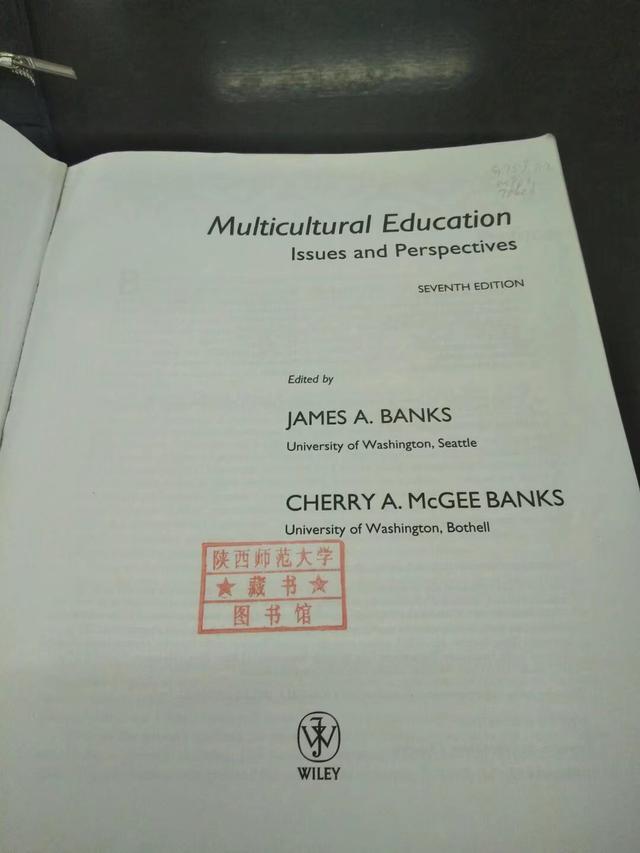 Multicultural Education
Issues and Perspectives
SEVENTH EDITION
Edited by
JAMES A. BANKS
University of Washington, Seattle
CHERRY A. McGEE BANKS
University of Washington, Bothell
陕西师范大学
★ 藏书 ★
图书馆
WILEY